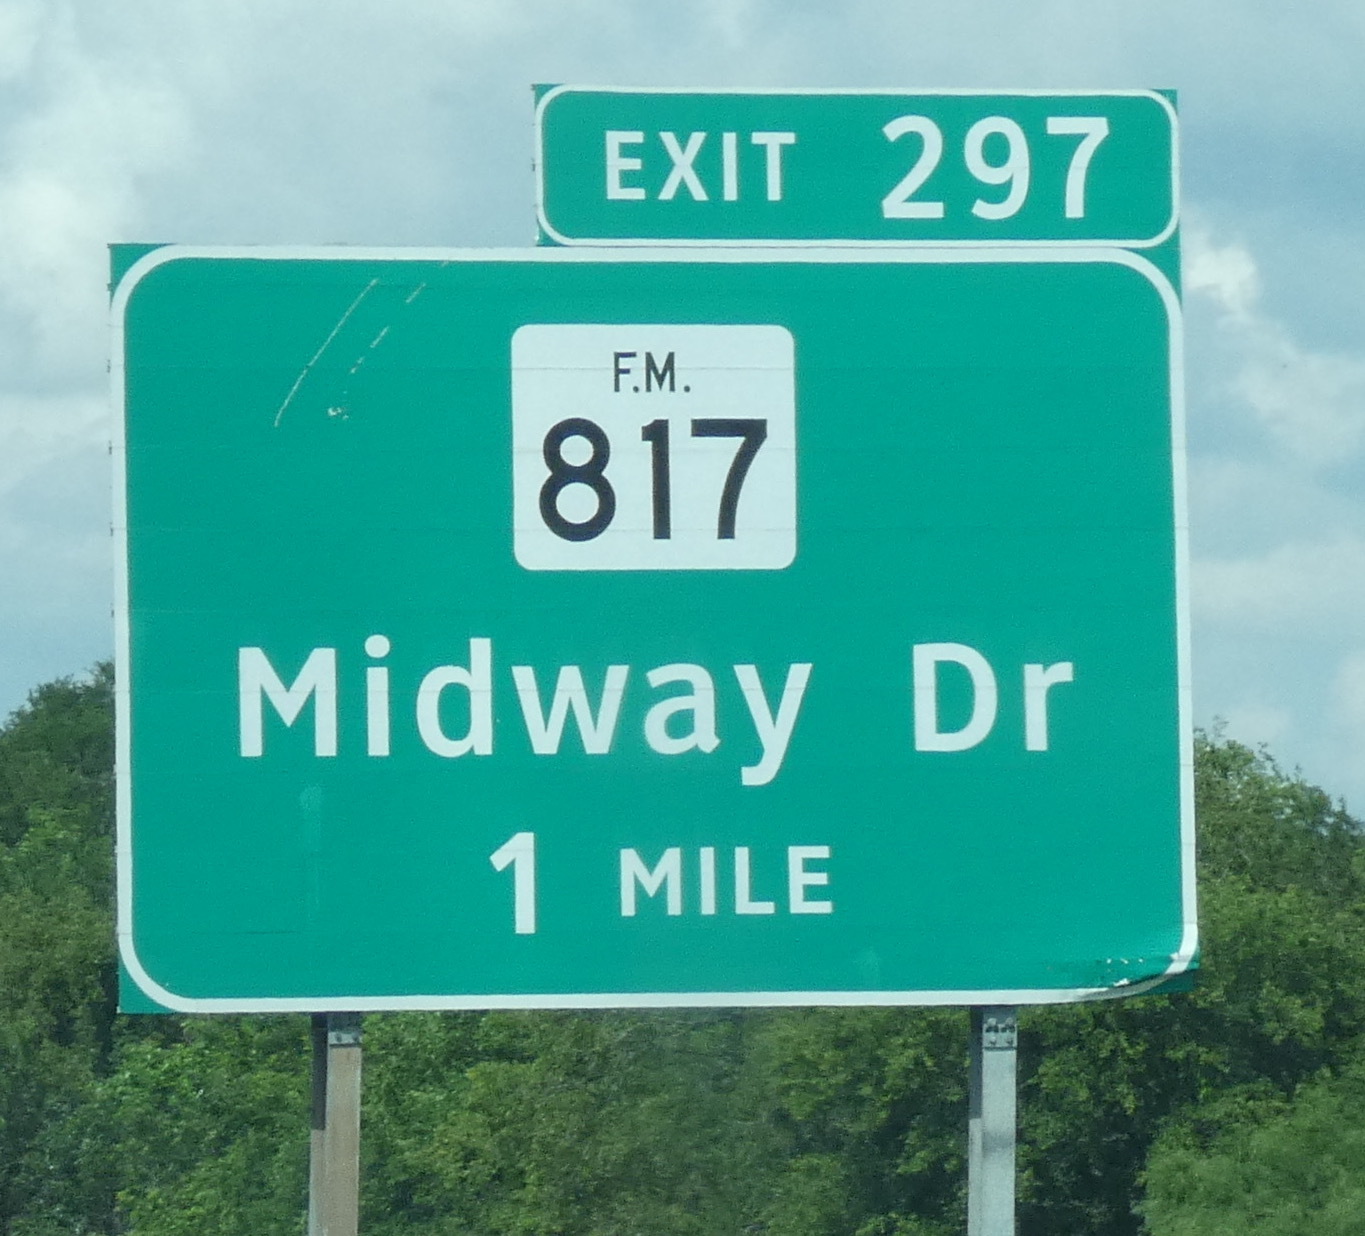 EXIT 297
F.M.
817
Midway Dr
1 MILE